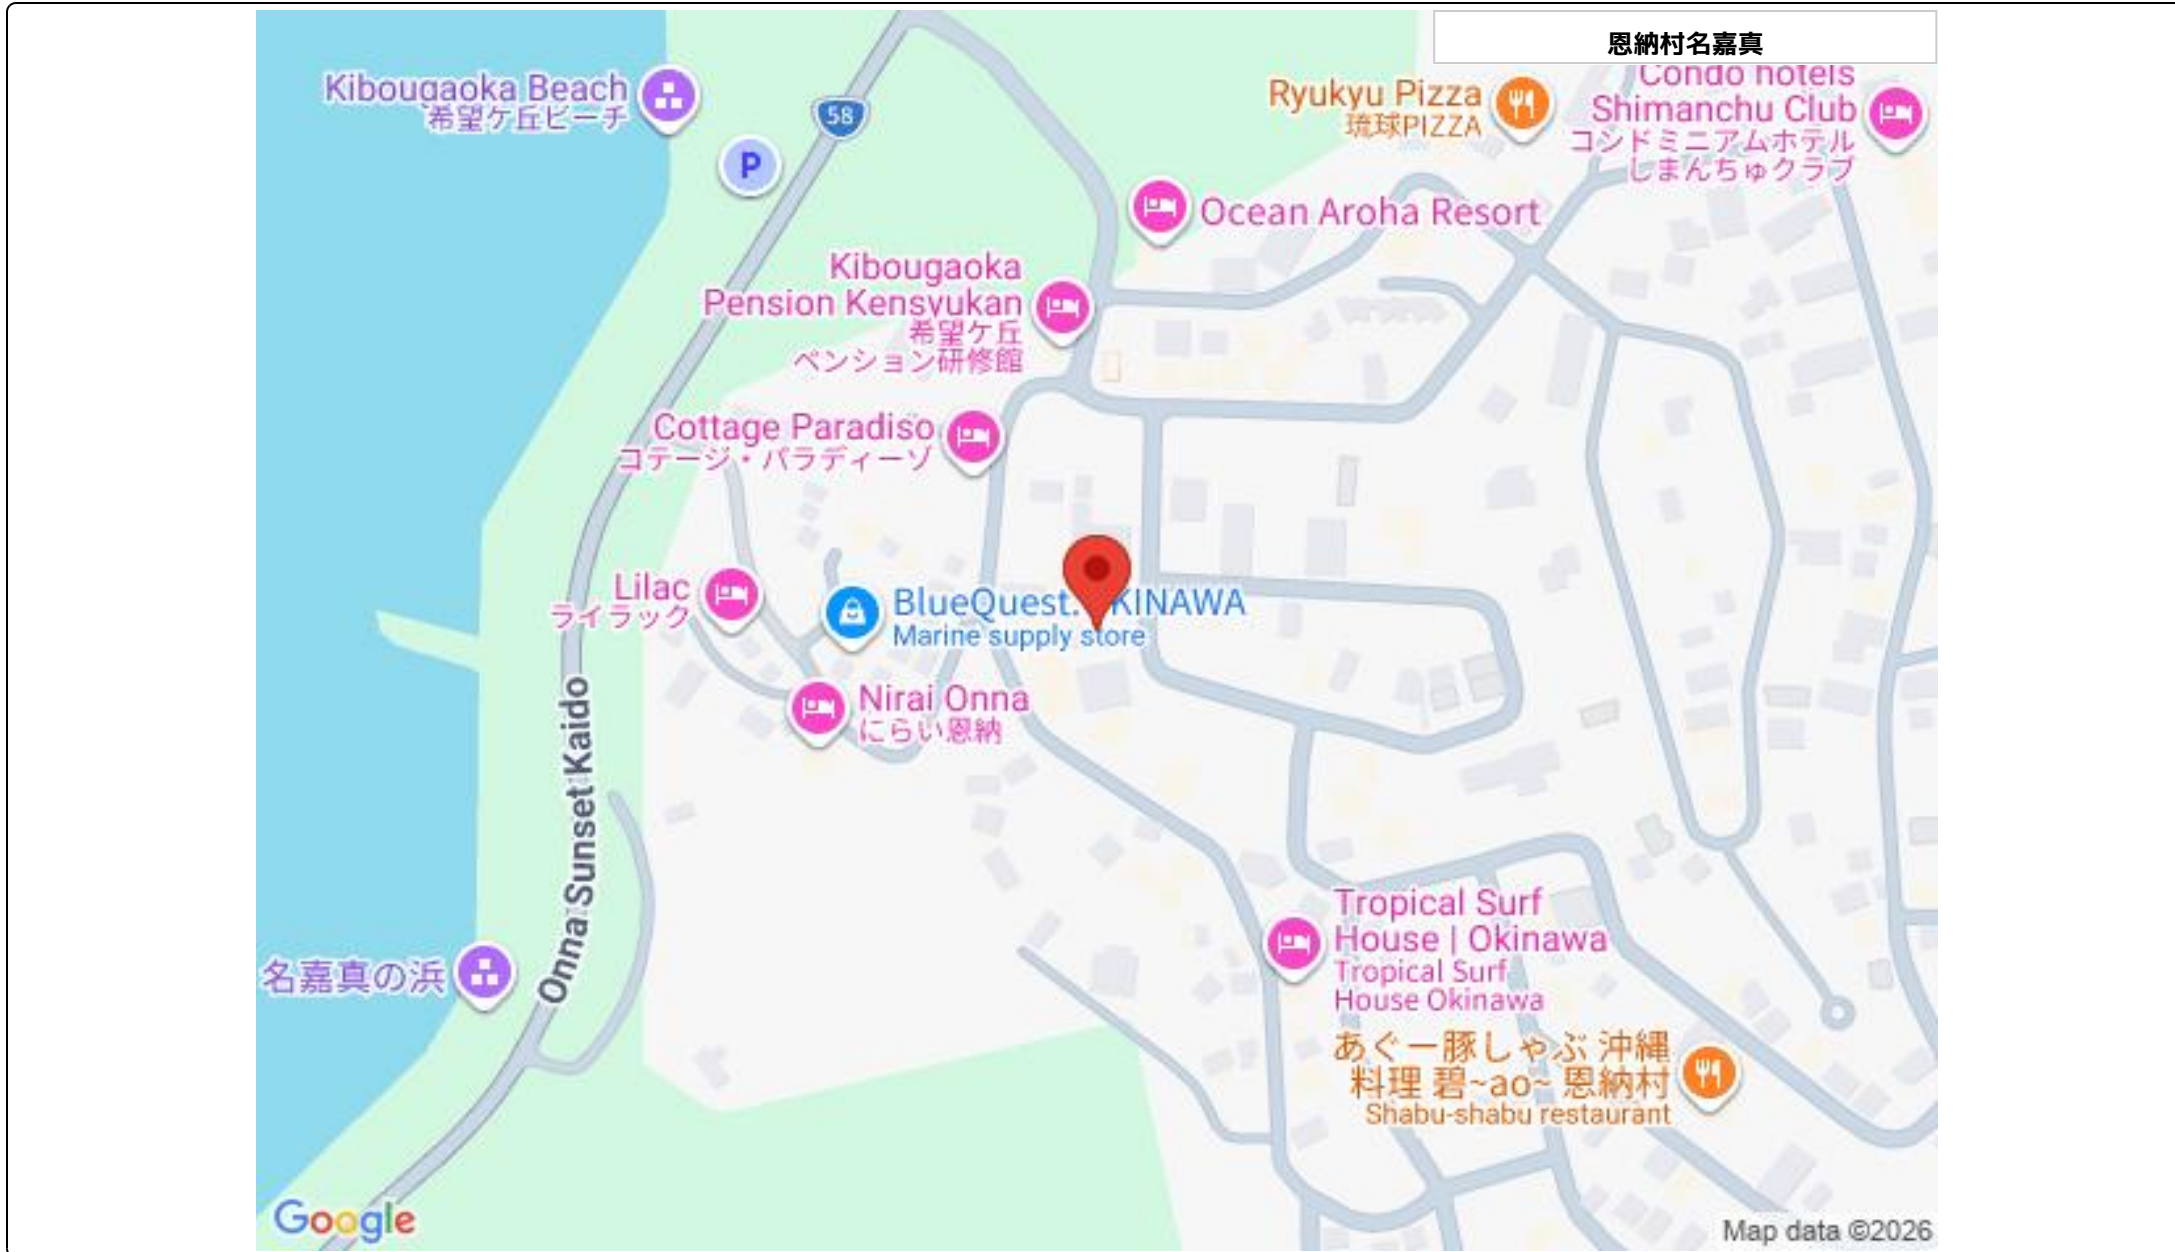 恩納村名嘉真
Kibougaoka Beach
希望ケ丘ビーチ
58
P
Ryukyu Pizza
琉球PIZZA
Condo hotels
Shimanchu Club
コンドミニアムホテル
しまんちゅクラブ
Ocean Aroha Resort
Kibougaoka
Pension Kensyukan
希望ケ丘
ペンション研修館
Cottage Paradiso
コテージ・パラディーゾ
Lilac
ライラック
BlueQuest. KINAWA
Marine supply store
Nirai Onna
にらい恩納
Onna Sunset Kaido
名嘉真の浜
Tropical Surf
House | Okinawa
Tropical Surf
House Okinawa
あぐー豚しゃぶ 沖縄
料理 碧~ao~ 恩納村
Shabu-shabu restaurant
Google
Map data ©2026